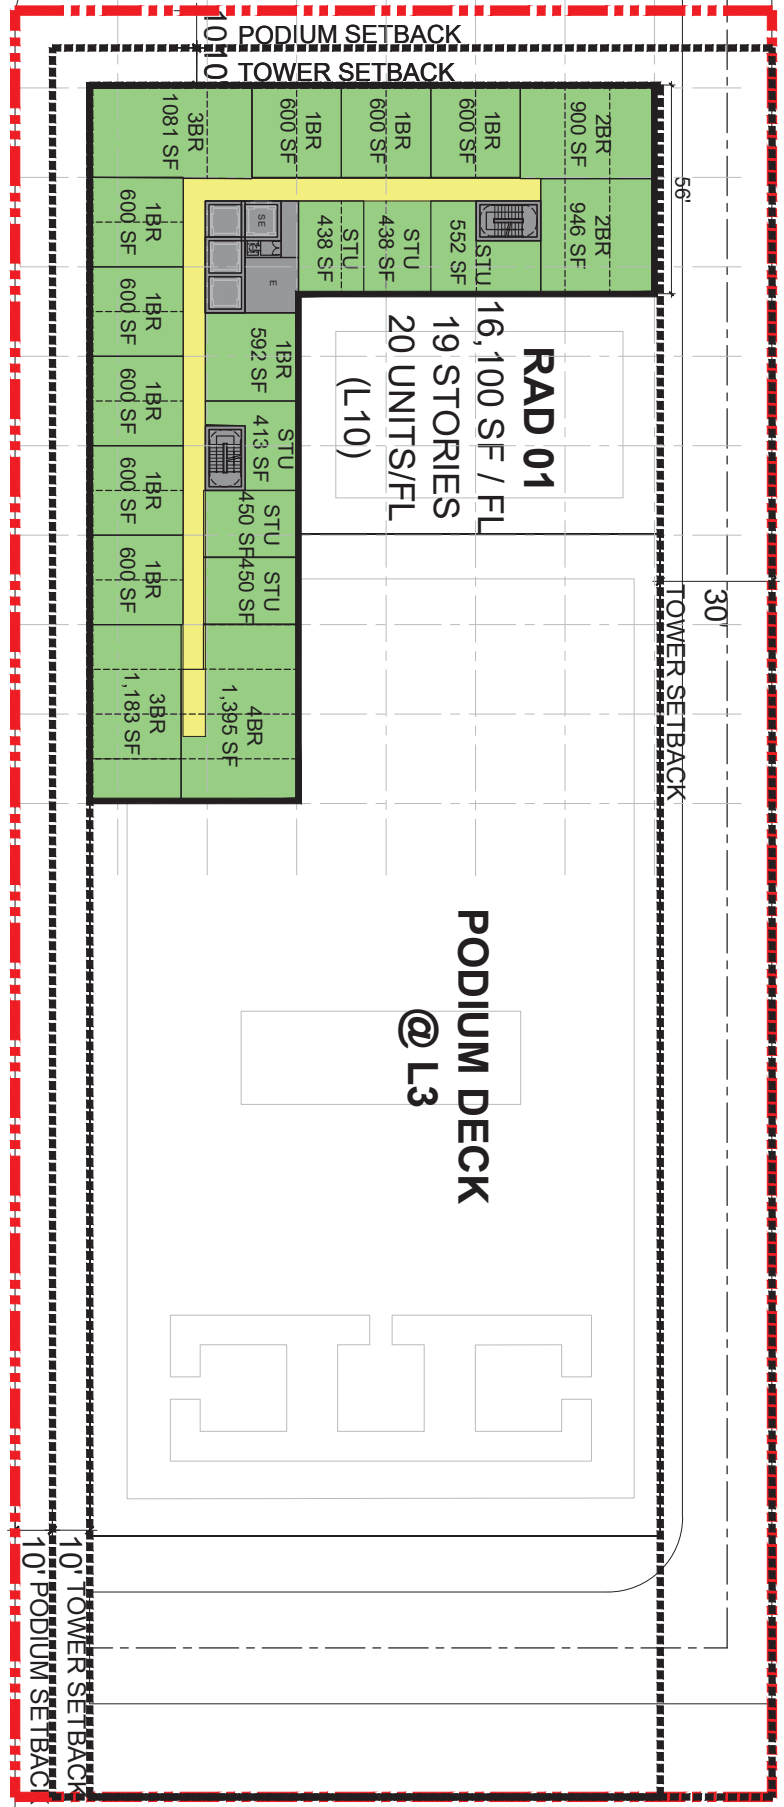 10' PODIUM SETBACK
10' TOWER SETBACK
3BR
1081 SF
1BR
600 SF
1BR
600 SF
1BR
600 SF
2BR
900 SF
56'
1BR
600 SF
SE
E
STU
438 SF
STU
438 SF
STU
552 SF
2BR
946 SF
1BR
600 SF
1BR
592 SF
RAD 01
16,100 SF / FL
19 STORIES
20 UNITS/FL
(L10)
1BR
600 SF
STU
413 SF
1BR
600 SF
STU
450 SF
1BR
600 SF
STU
450 SF
30'
TOWER SETBACK
3BR
1,183 SF
4BR
1,395 SF
PODIUM DECK
@ L3
10' TOWER SETBACK
10' PODIUM SETBACK